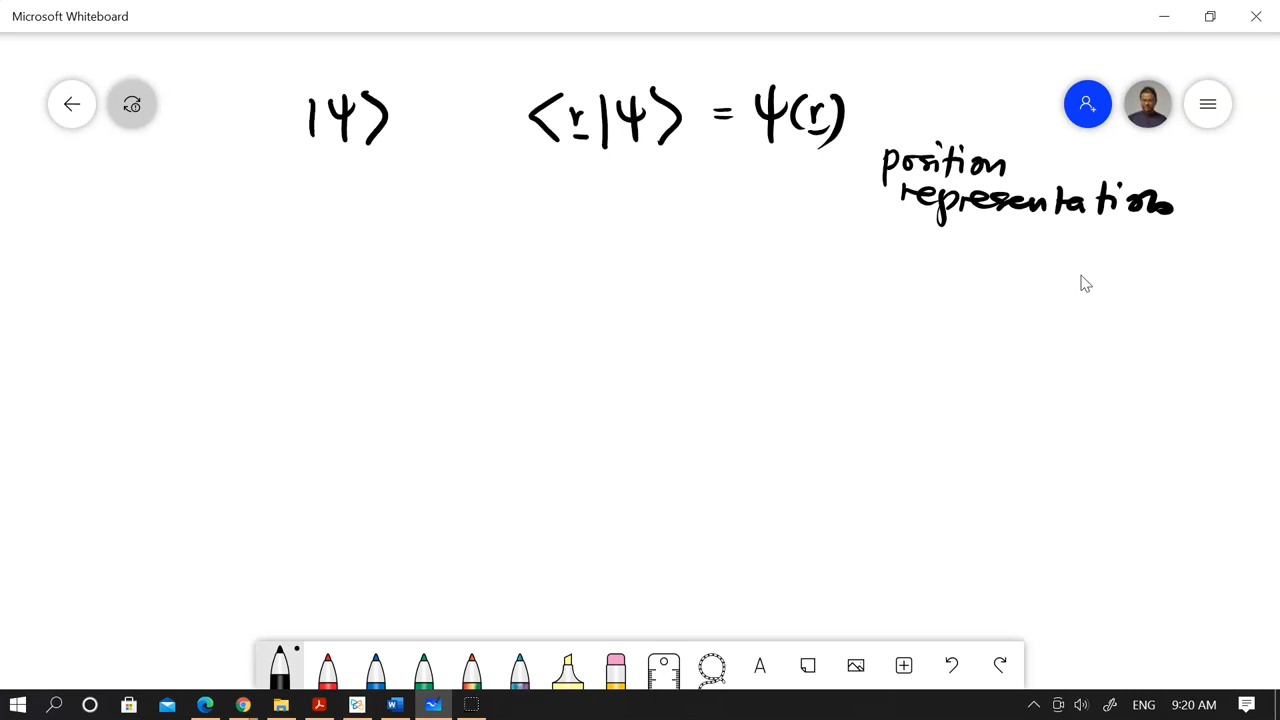 Microsoft Whiteboard
|ψ⟩ ⟨r̲|ψ⟩ = ψ(r̲)
position
representation
A
ENG 9:20 AM